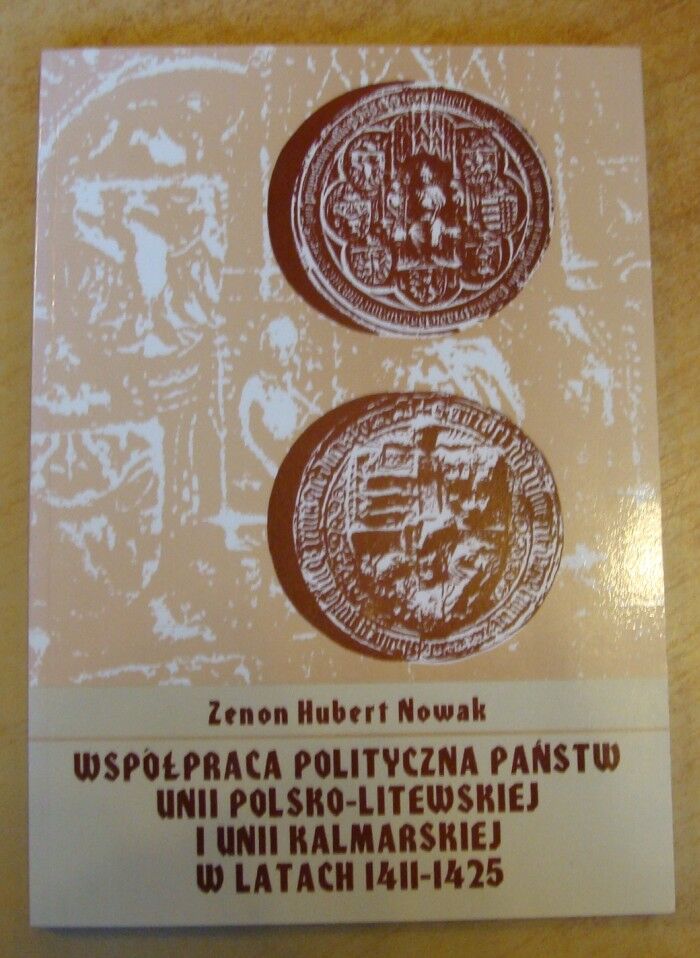 Zenon Hubert Nowak
WSPÓŁPRACA POLITYCZNA PAŃSTW
UNII POLSKO-LITEWSKIEJ
I UNII KALMARSKIEJ
W LATACH 1411-1425